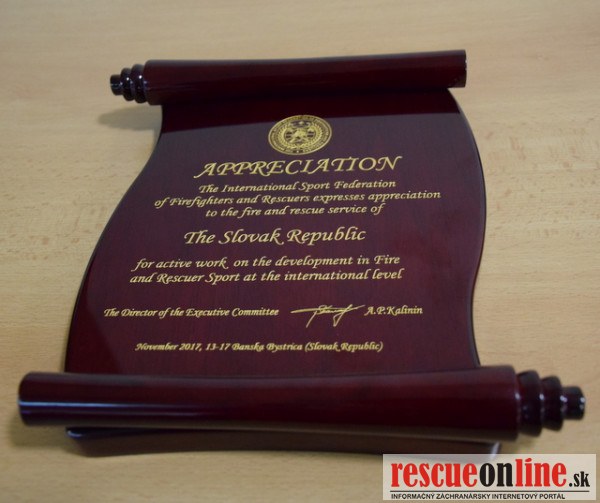 APPRECIATION
The International Sport Federation
of Firefighters and Rescuers expresses appreciation
to the fire and rescue service of
The Slovak Republic
for active work on the development in Fire
and Rescuer Sport at the international level
The Director of the Executive Committee A.P.Kalinin
November 2017, 13-17 Banska Bystrica (Slovak Republic)
rescueonline.sk
INFORMAČNÝ ZÁCHRANÁRSKY INTERNETOVÝ PORTÁL